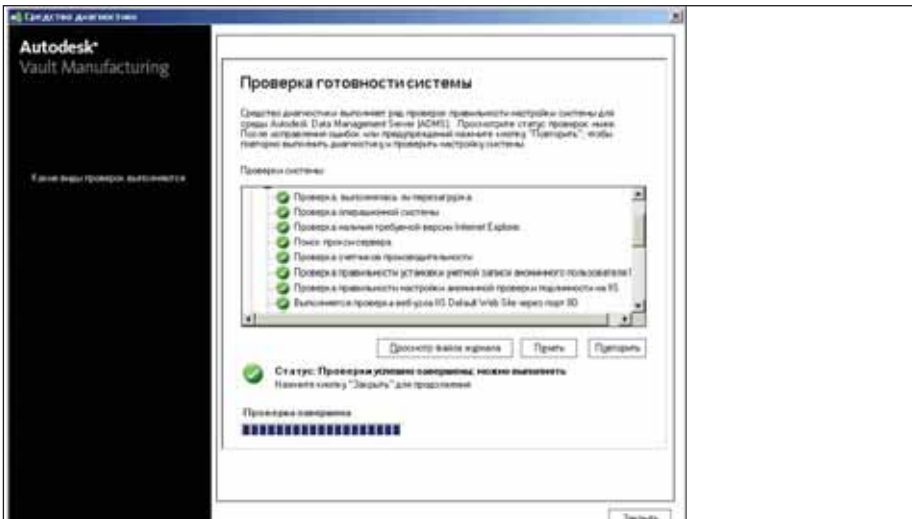 Средство диагностики
Autodesk®
Vault Manufacturing
Проверка готовности системы
Средство диагностики выполняет ряд проверок правильности настройки системы для
среды Autodesk Data Management Server (ADMS). Просмотрите статус проверок ниже.
После исправления ошибок или предупреждений нажмите кнопку "Повторить", чтобы
повторно выполнить диагностику и проверить настройку системы.
Какие виды проверок выполняются
Проверки системы:
Проверка, выполнялась ли перезагрузка
Проверка операционной системы
Проверка наличия требуемой версии Internet Explorer
Поиск прокси-сервера
Проверка счетчиков производительности
Проверка правильности установки учетной записи анонимного пользователя
Проверка правильности настройки анонимной проверки подлинности на IIS
Выполняется проверка веб-узла IIS Default Web Site через порт 80
Просмотр файла журнала
Печать
Повторить
Статус: Проверки успешно завершены; можно выполнять
Нажмите кнопку "Закрыть" для продолжения
Проверка завершена
Закрыть